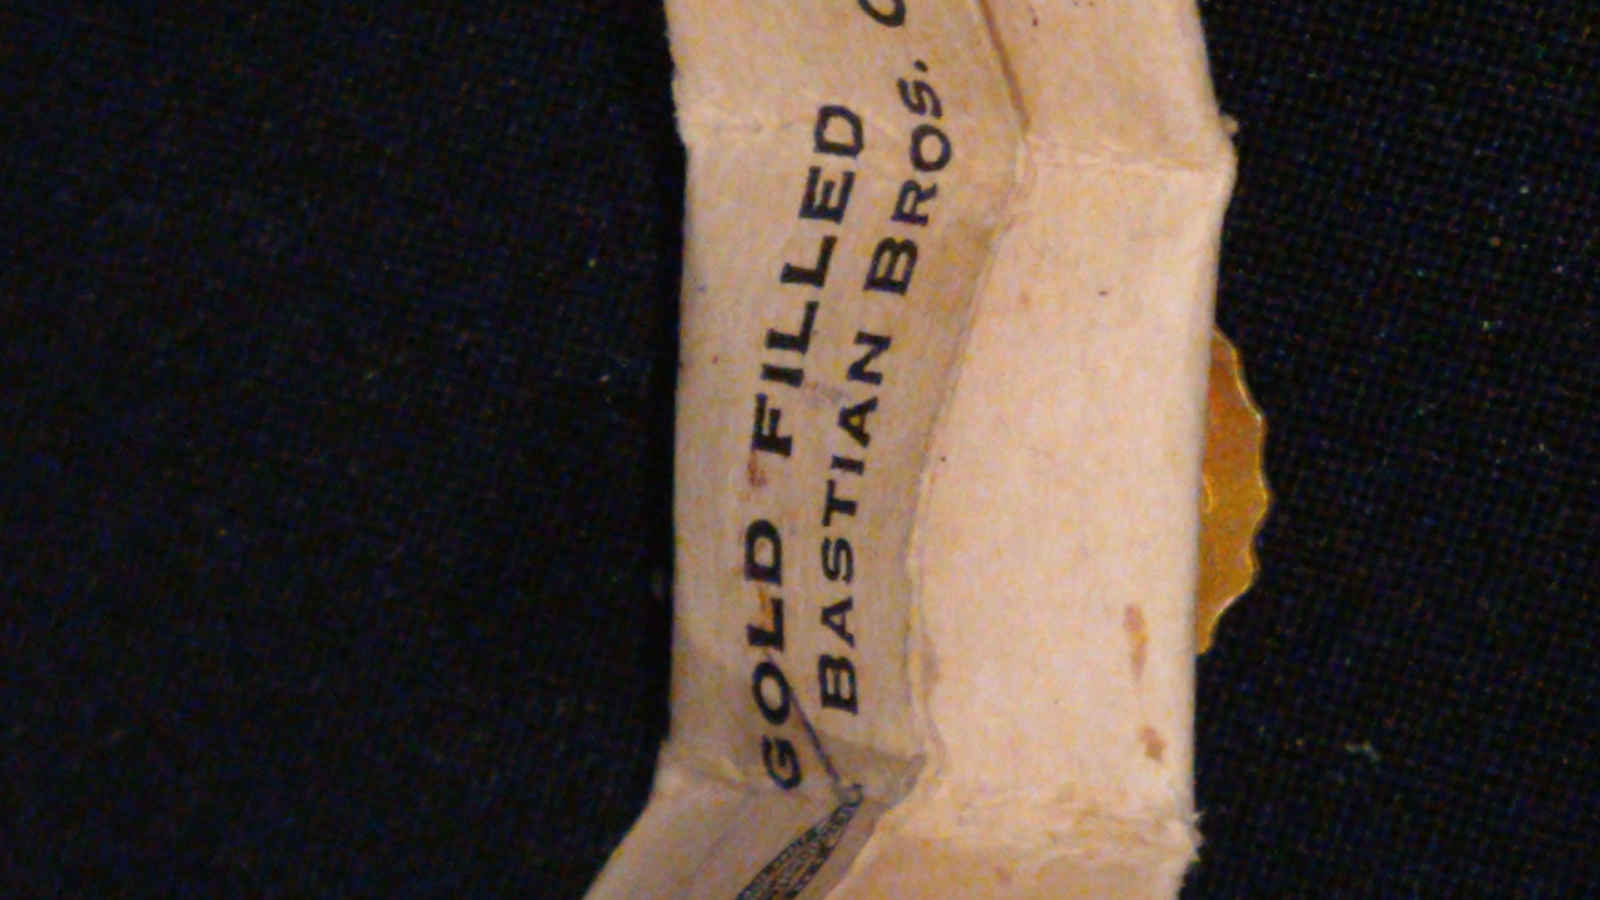 GOLD FILLED
BASTIAN BROS. C